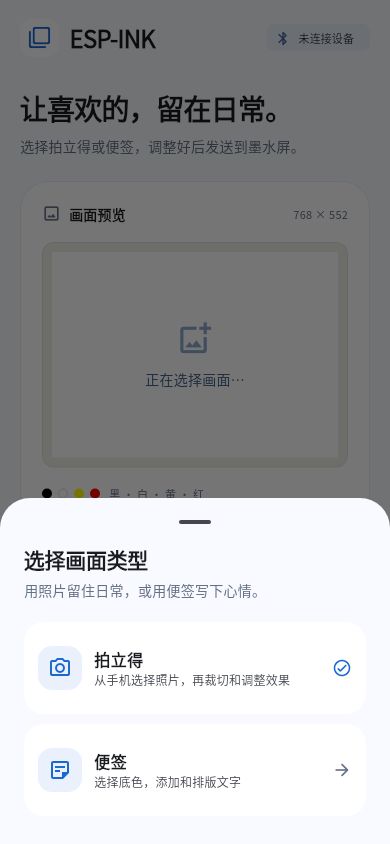 ESP-INK
未连接设备
让喜欢的，留在日常。
选择拍立得或便签，调整好后发送到墨水屏。
画面预览
768 × 552
正在选择画面…
黑 · 白 · 黄 · 红
选择画面类型
用照片留住日常，或用便签写下心情。
拍立得
从手机选择照片，再裁切和调整效果
便签
选择底色，添加和排版文字